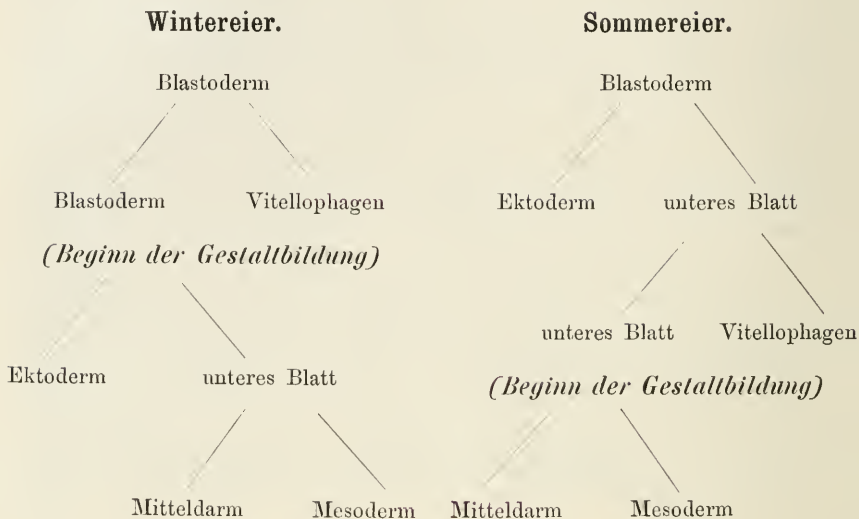 Wintereier.
Blastoderm
Blastoderm Vitellophagen
(Beginn der Gestaltbildung)
Ektoderm unteres Blatt
Mitteldarm Mesoderm
Sommereier.
Blastoderm
Ektoderm unteres Blatt
unteres Blatt Vitellophagen
(Beginn der Gestaltbildung)
Mitteldarm Mesoderm